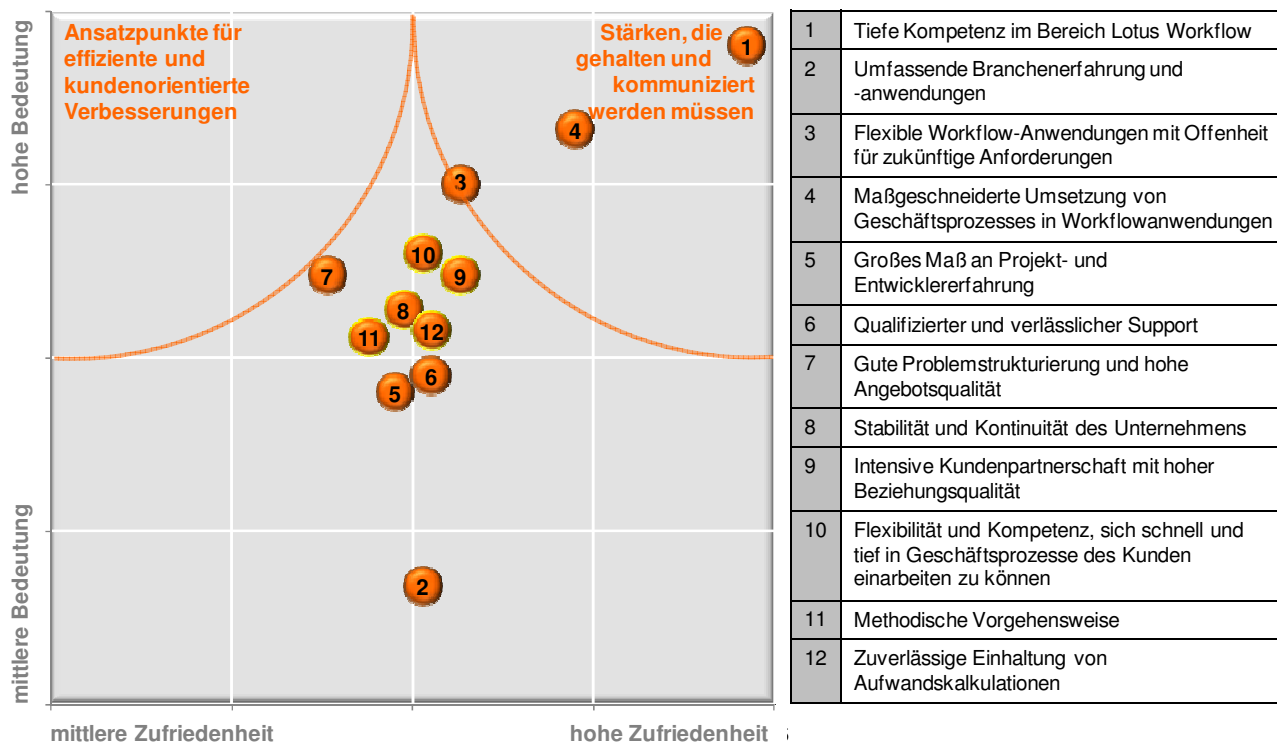 Ansatzpunkte für
effiziente und
kundenorientierte
Verbesserungen
Stärken, die
gehalten und
kommuniziert
werden müssen
hohe Bedeutung
mittlere Bedeutung
1
4
3
10
9
7
8
12
11
6
5
2
mittlere Zufriedenheit
hohe Zufriedenheit
1 Tiefe Kompetenz im Bereich Lotus Workflow
2 Umfassende Branchenerfahrung und
-anwendungen
3 Flexible Workflow-Anwendungen mit Offenheit
für zukünftige Anforderungen
4 Maßgeschneiderte Umsetzung von
Geschäftsprozesses in Workflowanwendungen
5 Großes Maß an Projekt- und
Entwicklererfahrung
6 Qualifizierter und verlässlicher Support
7 Gute Problemstrukturierung und hohe
Angebotsqualität
8 Stabilität und Kontinuität des Unternehmens
9 Intensive Kundenpartnerschaft mit hoher
Beziehungsqualität
10 Flexibilität und Kompetenz, sich schnell und
tief in Geschäftsprozesse des Kunden
einarbeiten zu können
11 Methodische Vorgehensweise
12 Zuverlässige Einhaltung von
Aufwandskalkulationen